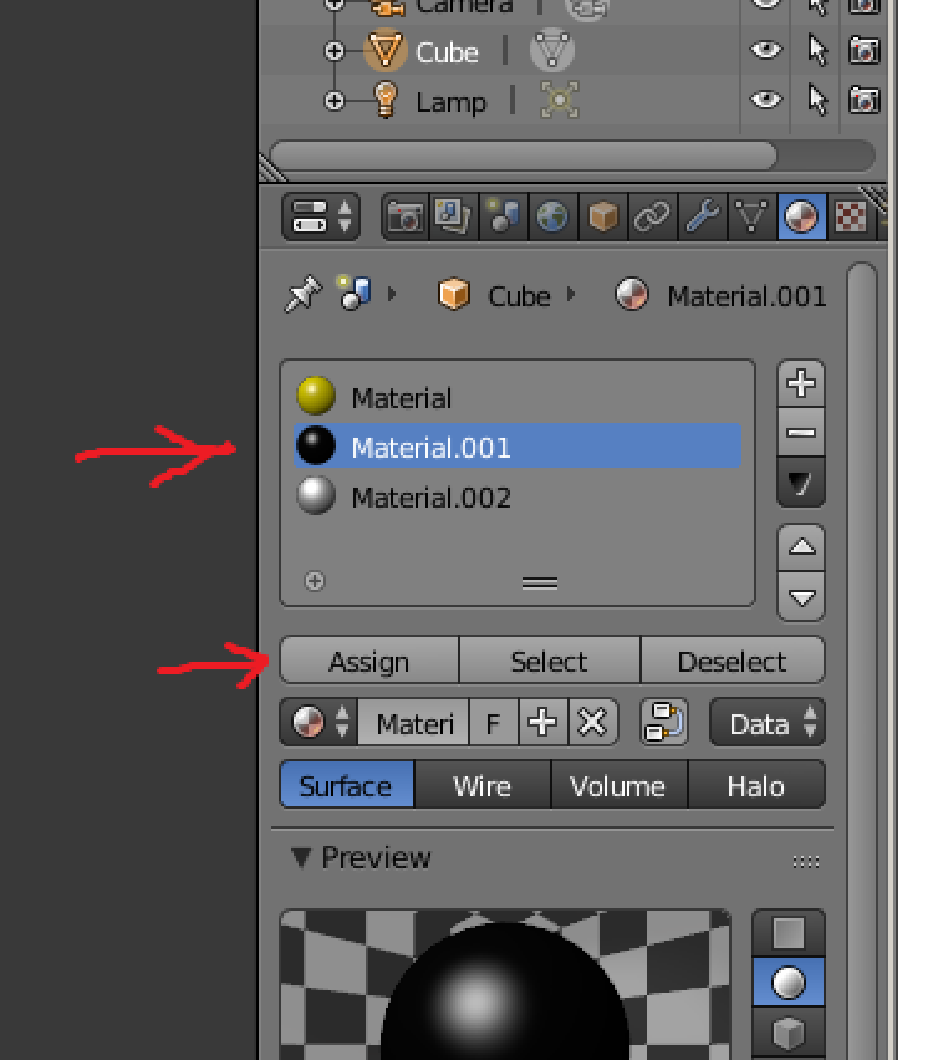 Camera
Cube
Lamp
Cube Material.001
Material
Material.001
Material.002
Assign Select Deselect
Materi F Data
Surface Wire Volume Halo
Preview